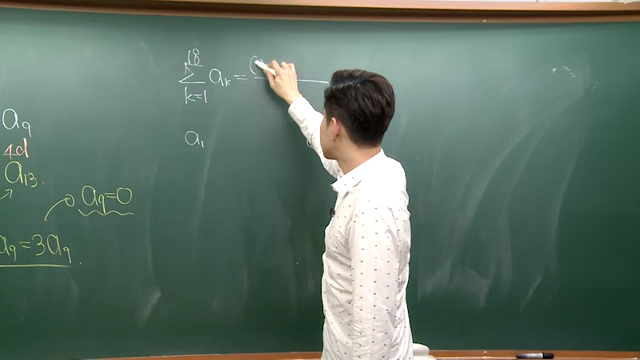 a₉
4d
a₁₃.
a₉=0
a₉ = 3a₉
18
∑ aₖ =
k=1
a₁